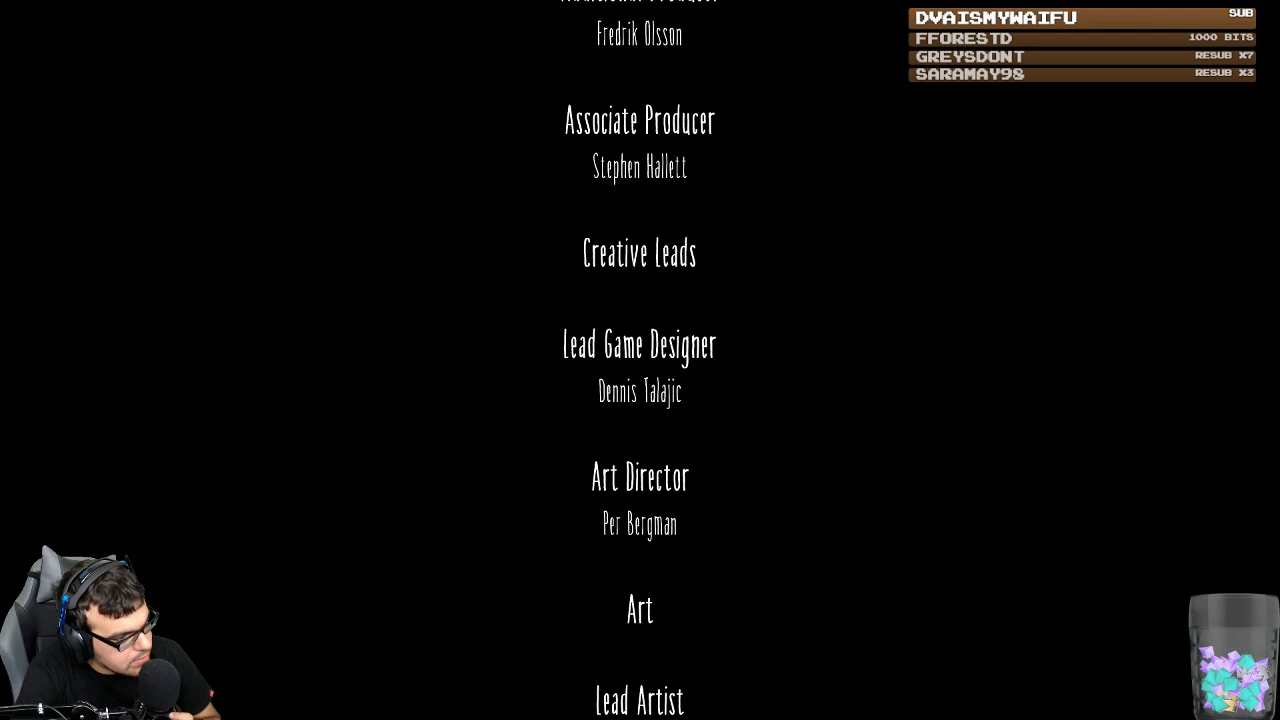 Fredrik Olsson
Associate Producer
Stephen Hallett
Creative Leads
Lead Game Designer
Dennis Talajic
Art Director
Per Bergman
Art
Lead Artist
DVAISMYWAIFU SUB
FFORESTD 1000 BITS
GREYSDONT RESUB X7
SARAMAY98 RESUB X3